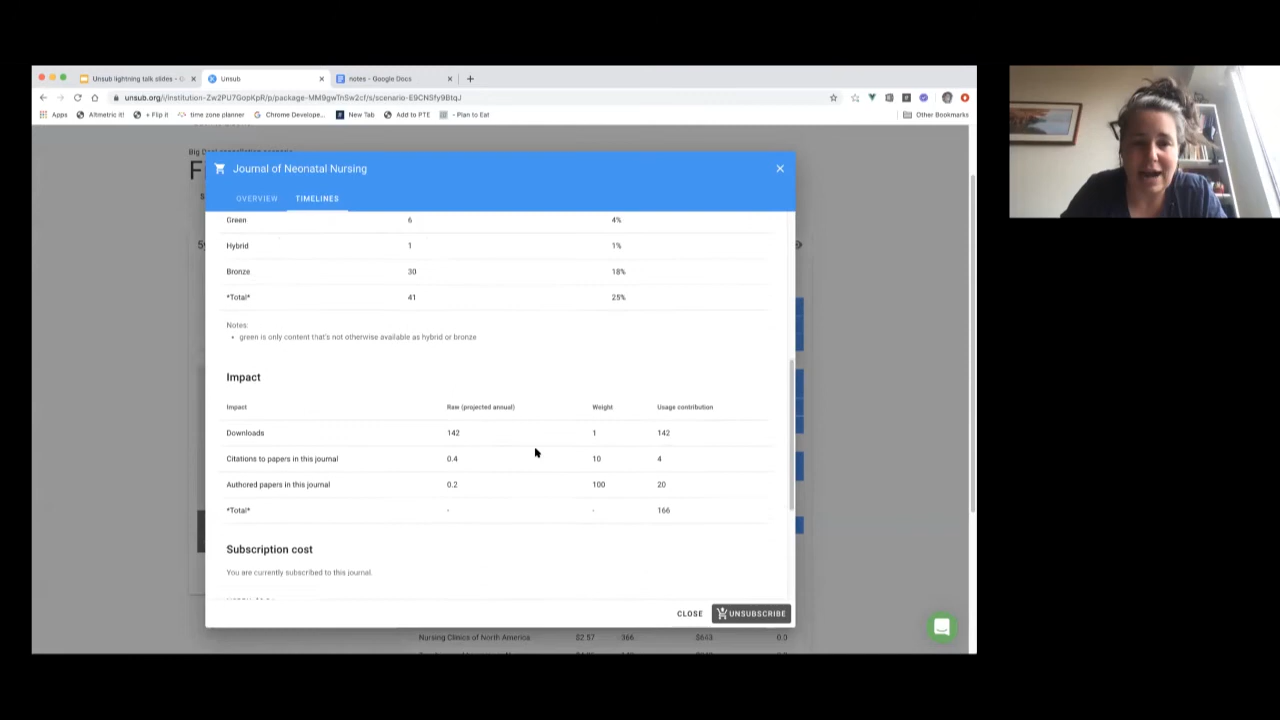 Unsub lightning talk slides - G
Unsub
notes - Google Docs
unsub.org/i/institution-Zw2PU7GopKpR/p/package-MM9gwTnSw2cf/s/scenario-E9CNSfy9BtqJ
Apps
Altmetric it!
+ Flip it
time zone planner
Chrome Develope...
New Tab
Add to PTE
- Plan to Eat
Other Bookmarks
Journal of Neonatal Nursing
OVERVIEW TIMELINES
Green 6 4%
Hybrid 1 1%
Bronze 30 18%
*Total* 41 25%
Notes:
• green is only content that's not otherwise available as hybrid or bronze
Impact
Impact Raw (projected annual) Weight Usage contribution
Downloads 142 1 142
Citations to papers in this journal 0.4 10 4
Authored papers in this journal 0.2 100 20
*Total* - - 166
Subscription cost
You are currently subscribed to this journal.
CLOSE UNSUBSCRIBE
Nursing Clinics of North America $2.57 366 $643 0.0